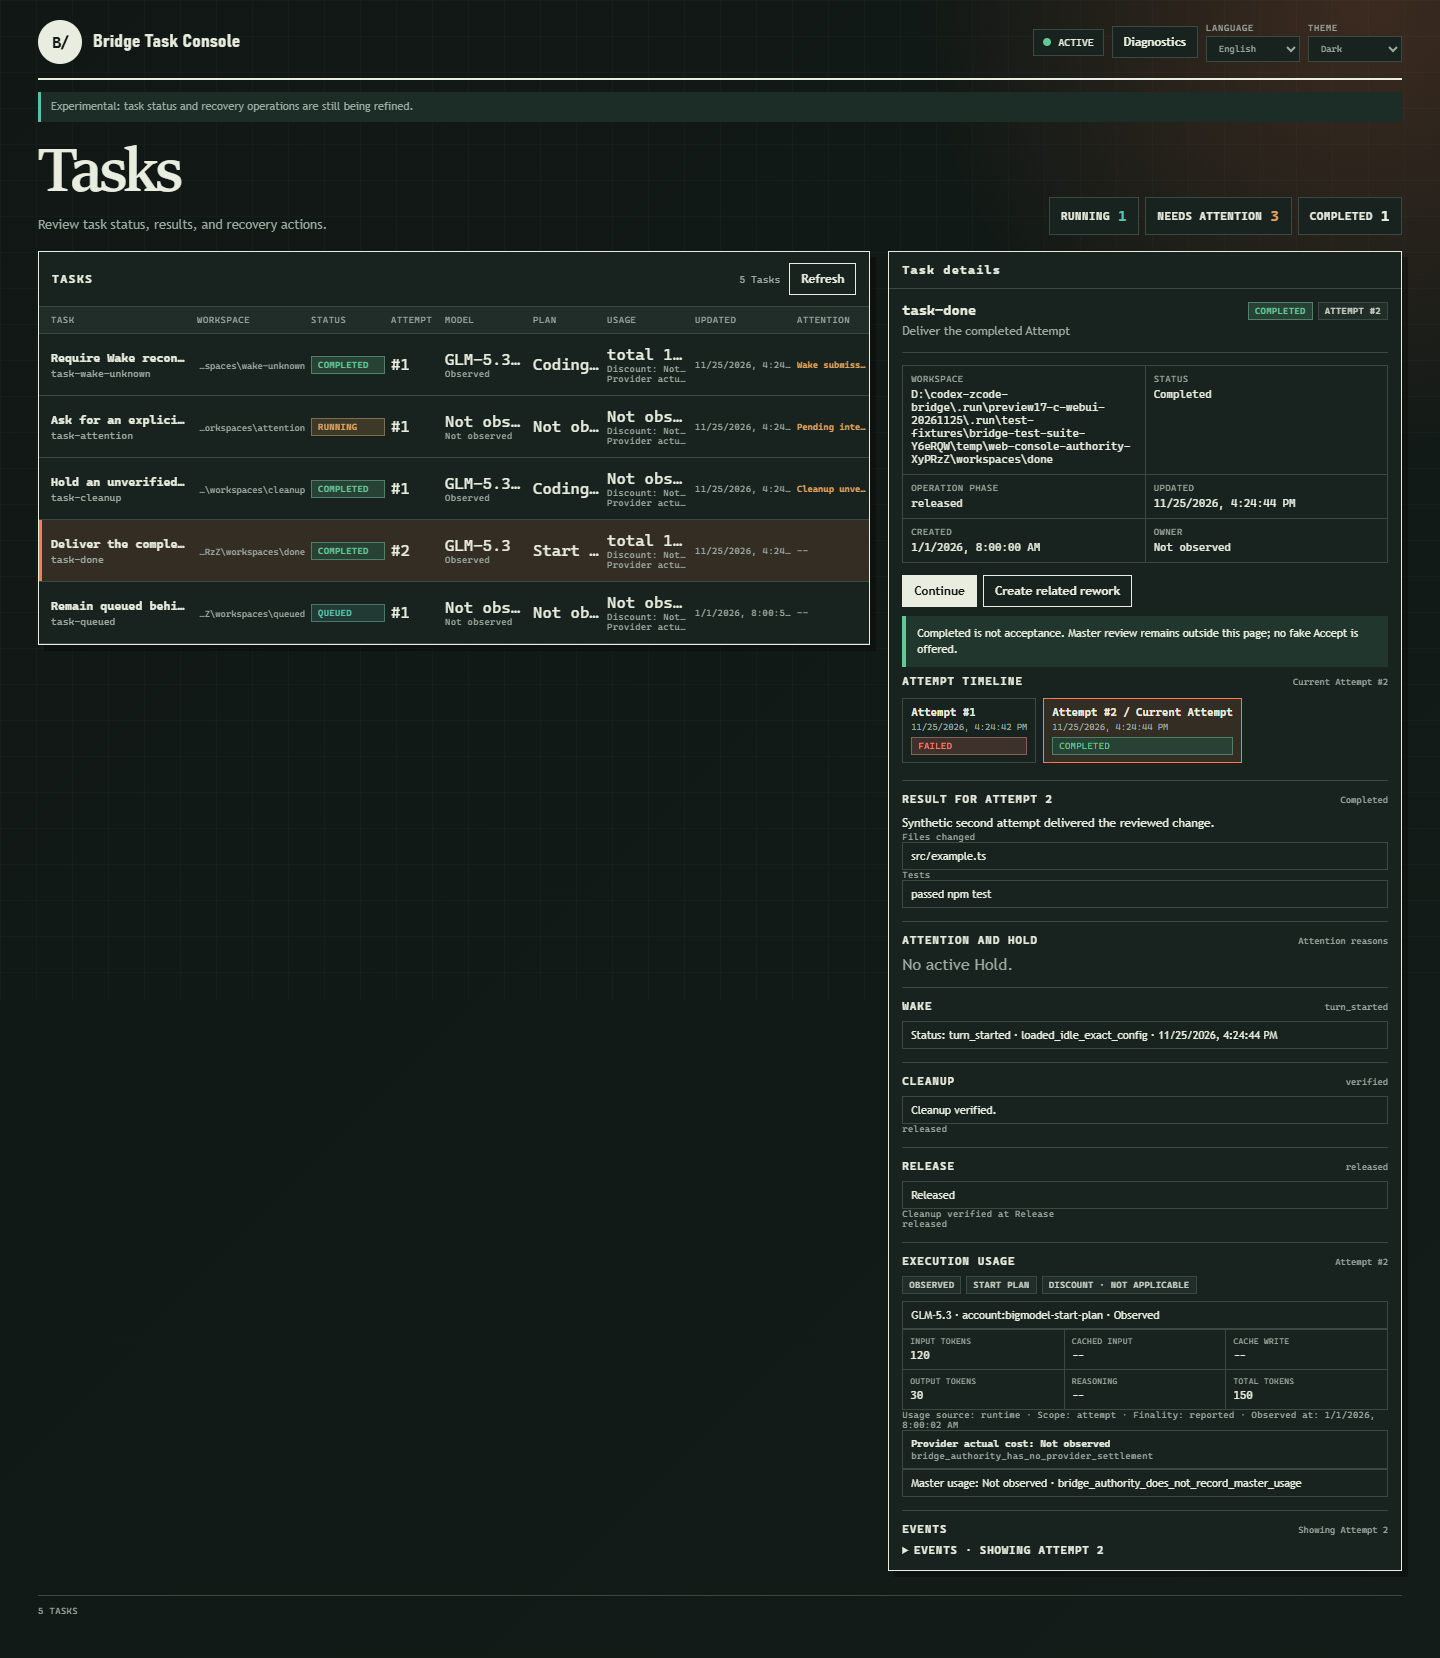 B/ Bridge Task Console
ACTIVE
Diagnostics
LANGUAGE
English
THEME
Dark
Experimental: task status and recovery operations are still being refined.
Tasks
Review task status, results, and recovery actions.
RUNNING 1
NEEDS ATTENTION 3
COMPLETED 1
TASKS
5 Tasks
Refresh
TASK WORKSPACE STATUS ATTEMPT MODEL PLAN USAGE UPDATED ATTENTION
Require Wake recon…
task-wake-unknown
…spaces\wake-unknown
COMPLETED
#1
GLM-5.3…
Observed
Coding…
total 1…
Discount: Not…
Provider actu…
11/25/2026, 4:24…
Wake submiss…
Ask for an explici…
task-attention
…orkspaces\attention
RUNNING
#1
Not obs…
Not observed
Not ob…
Not obs…
Discount: Not…
Provider actu…
11/25/2026, 4:24…
Pending inte…
Hold an unverified…
task-cleanup
…\workspaces\cleanup
COMPLETED
#1
GLM-5.3…
Observed
Coding…
Not obs…
Discount: Not…
Provider actu…
11/25/2026, 4:24…
Cleanup unve…
Deliver the comple…
task-done
…RzZ\workspaces\done
COMPLETED
#2
GLM-5.3
Observed
Start …
total 1…
Discount: Not…
Provider actu…
11/25/2026, 4:24…
--
Remain queued behi…
task-queued
…Z\workspaces\queued
QUEUED
#1
Not obs…
Not observed
Not ob…
Not obs…
Discount: Not…
Provider actu…
1/1/2026, 8:00:5…
--
Task details
task-done
COMPLETED
ATTEMPT #2
Deliver the completed Attempt
WORKSPACE
D:\codex-zcode-
bridge\.run\preview17-c-webui-
20261125\.run\test-
fixtures\bridge-test-suite-
Y6eRQW\temp\web-console-authority-
XyPRzZ\workspaces\done
STATUS
Completed
OPERATION PHASE
released
UPDATED
11/25/2026, 4:24:44 PM
CREATED
1/1/2026, 8:00:00 AM
OWNER
Not observed
Continue
Create related rework
Completed is not acceptance. Master review remains outside this page; no fake Accept is
offered.
ATTEMPT TIMELINE
Current Attempt #2
Attempt #1
11/25/2026, 4:24:42 PM
FAILED
Attempt #2 / Current Attempt
11/25/2026, 4:24:44 PM
COMPLETED
RESULT FOR ATTEMPT 2
Completed
Synthetic second attempt delivered the reviewed change.
Files changed
src/example.ts
Tests
passed npm test
ATTENTION AND HOLD
Attention reasons
No active Hold.
WAKE
turn_started
Status: turn_started · loaded_idle_exact_config · 11/25/2026, 4:24:44 PM
CLEANUP
verified
Cleanup verified.
released
RELEASE
released
Released
Cleanup verified at Release
released
EXECUTION USAGE
Attempt #2
OBSERVED
START PLAN
DISCOUNT · NOT APPLICABLE
GLM-5.3 · account:bigmodel-start-plan · Observed
INPUT TOKENS
120
CACHED INPUT
--
CACHE WRITE
--
OUTPUT TOKENS
30
REASONING
--
TOTAL TOKENS
150
Usage source: runtime · Scope: attempt · Finality: reported · Observed at: 1/1/2026,
8:00:02 AM
Provider actual cost: Not observed
bridge_authority_has_no_provider_settlement
Master usage: Not observed · bridge_authority_does_not_record_master_usage
EVENTS
Showing Attempt 2
▶ EVENTS · SHOWING ATTEMPT 2
5 TASKS